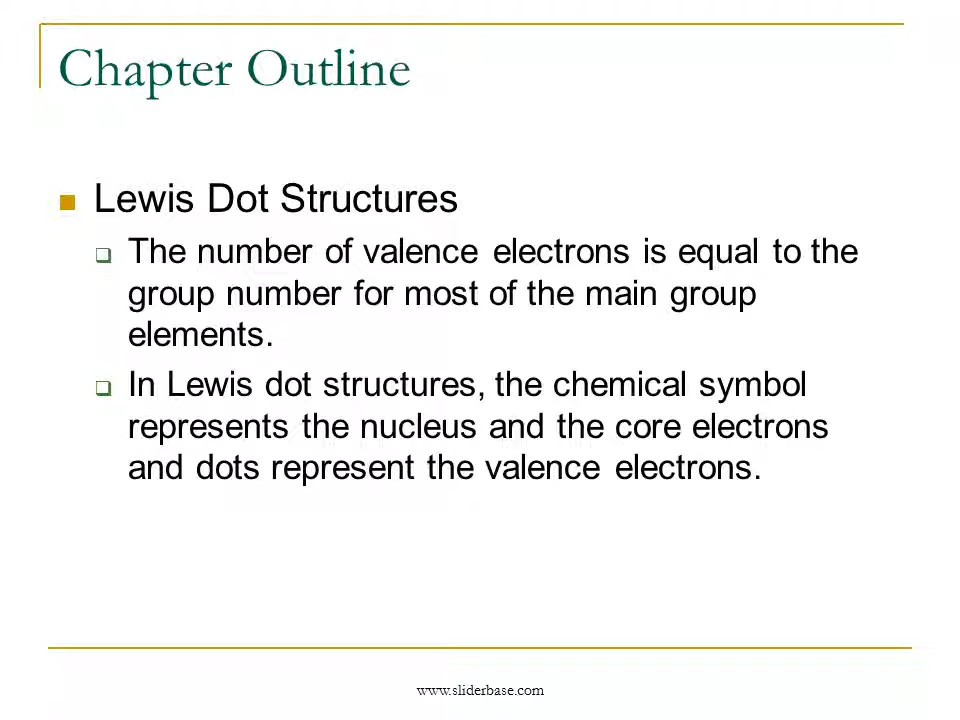 Chapter Outline
Lewis Dot Structures
The number of valence electrons is equal to the
group number for most of the main group
elements.
In Lewis dot structures, the chemical symbol
represents the nucleus and the core electrons
and dots represent the valence electrons.
www.sliderbase.com